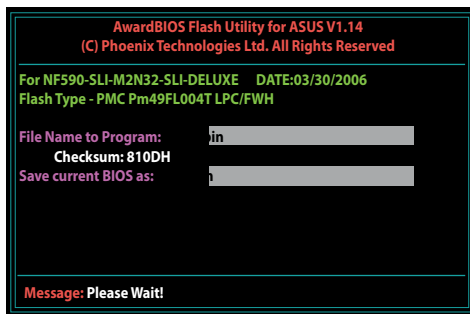 AwardBIOS Flash Utility for ASUS V1.14
(C) Phoenix Technologies Ltd. All Rights Reserved
For NF590-SLI-M2N32-SLI-DELUXE DATE:03/30/2006
Flash Type - PMC Pm49FL004T LPC/FWH
File Name to Program: bin
Checksum: 810DH
Save current BIOS as:
Message: Please Wait!